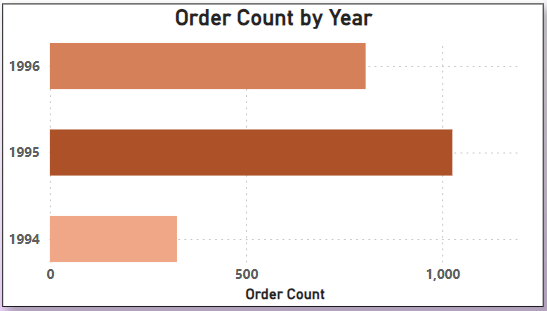 Order Count by Year
1996
1995
1994
0 500 1,000
Order Count